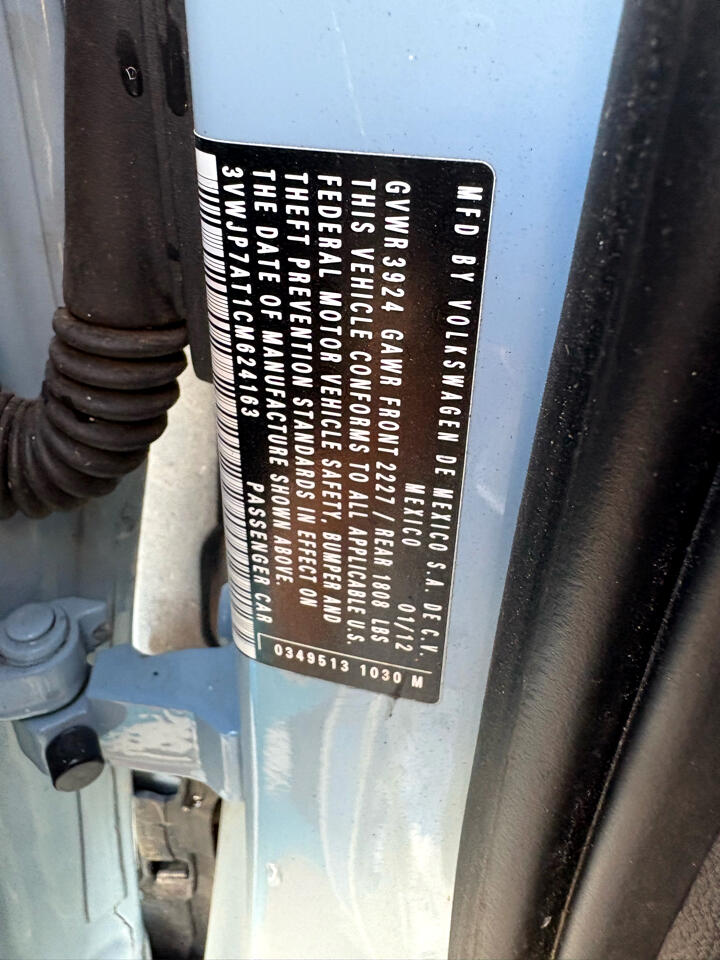 MFD BY VOLKSWAGEN DE MEXICO S.A. DE C.V.
MEXICO 01/12
GVWR 3924 GAWR FRONT 2227 // REAR 1808 LBS
THIS VEHICLE CONFORMS TO ALL APPLICABLE U.S.
FEDERAL MOTOR VEHICLE SAFETY, BUMPER AND
THEFT PREVENTION STANDARDS IN EFFECT ON
THE DATE OF MANUFACTURE SHOWN ABOVE.
3VWJP7AT1CM624163 PASSENGER CAR
0349513 1030 M